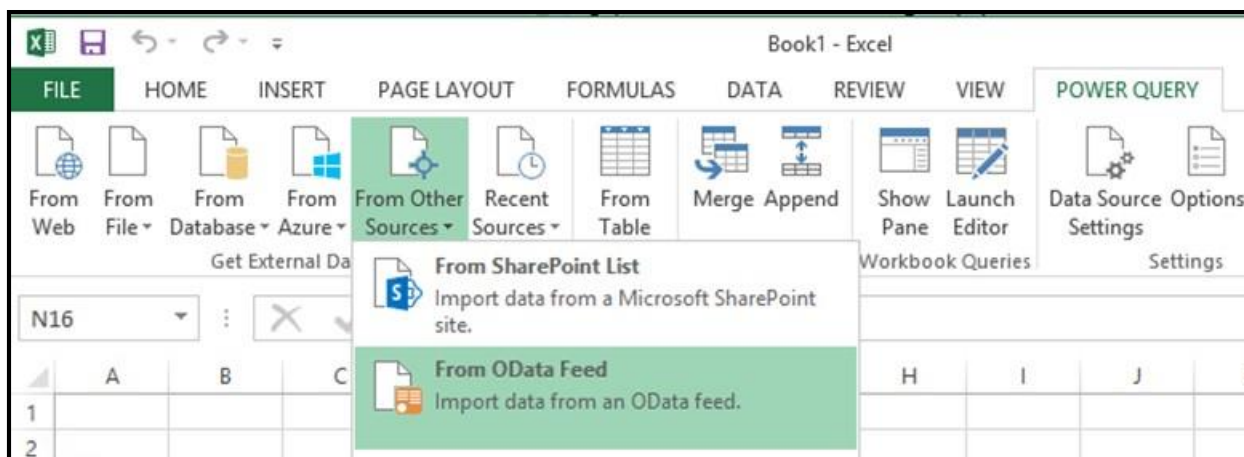 Book1 - Excel
FILE HOME INSERT PAGE LAYOUT FORMULAS DATA REVIEW VIEW POWER QUERY
From From From From From Other Recent From Merge Append Show Launch Data Source Options
Web File Database Azure Sources Sources Table Pane Editor Settings
Get External Da Workbook Queries Settings
From SharePoint List
Import data from a Microsoft SharePoint
site.
N16
From OData Feed
Import data from an OData feed.
A B C H I J
1
2